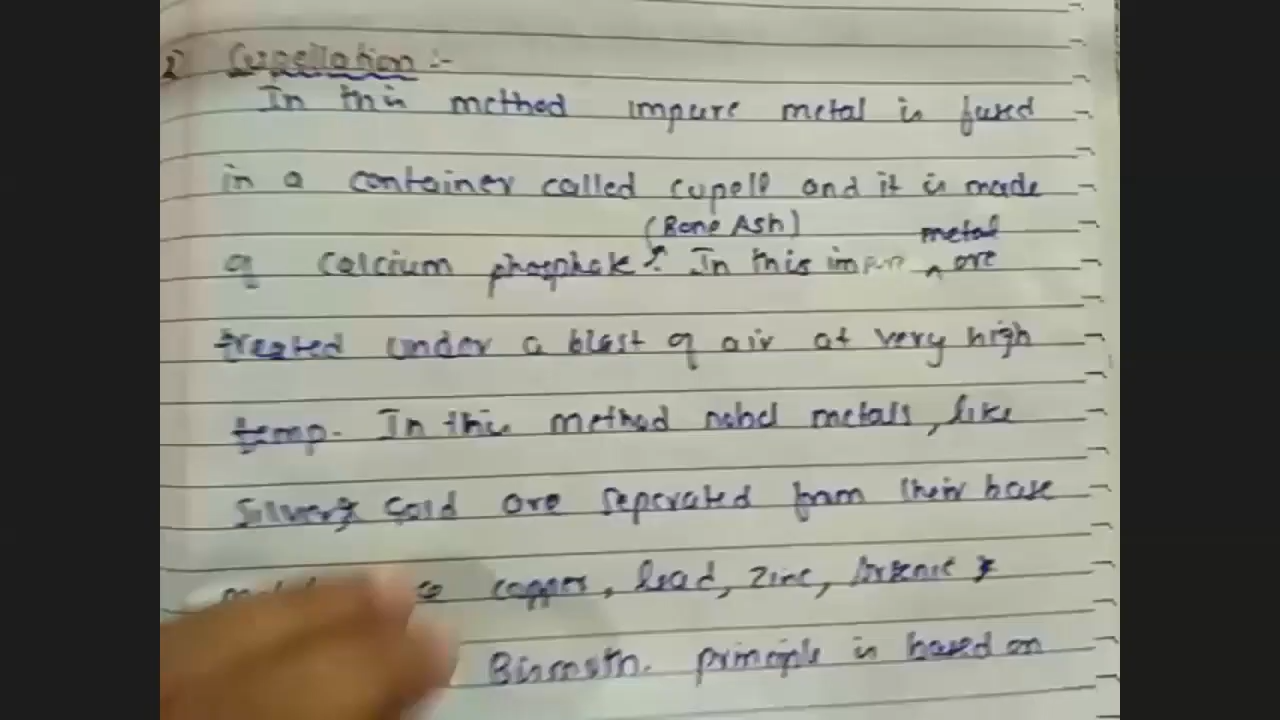 2 Cupellation :-
In this method impure metal is fused
in a container called cupell and it is made
(Bone Ash)
metal
of calcium phosphate. In this impure ^ are
treated under a blast of air at very high
temp. In this method nobel metals, like
Silver & Gold are seperated from their base
copper, lead, Zinc, Arsenic &
Bismuth. principle is based on